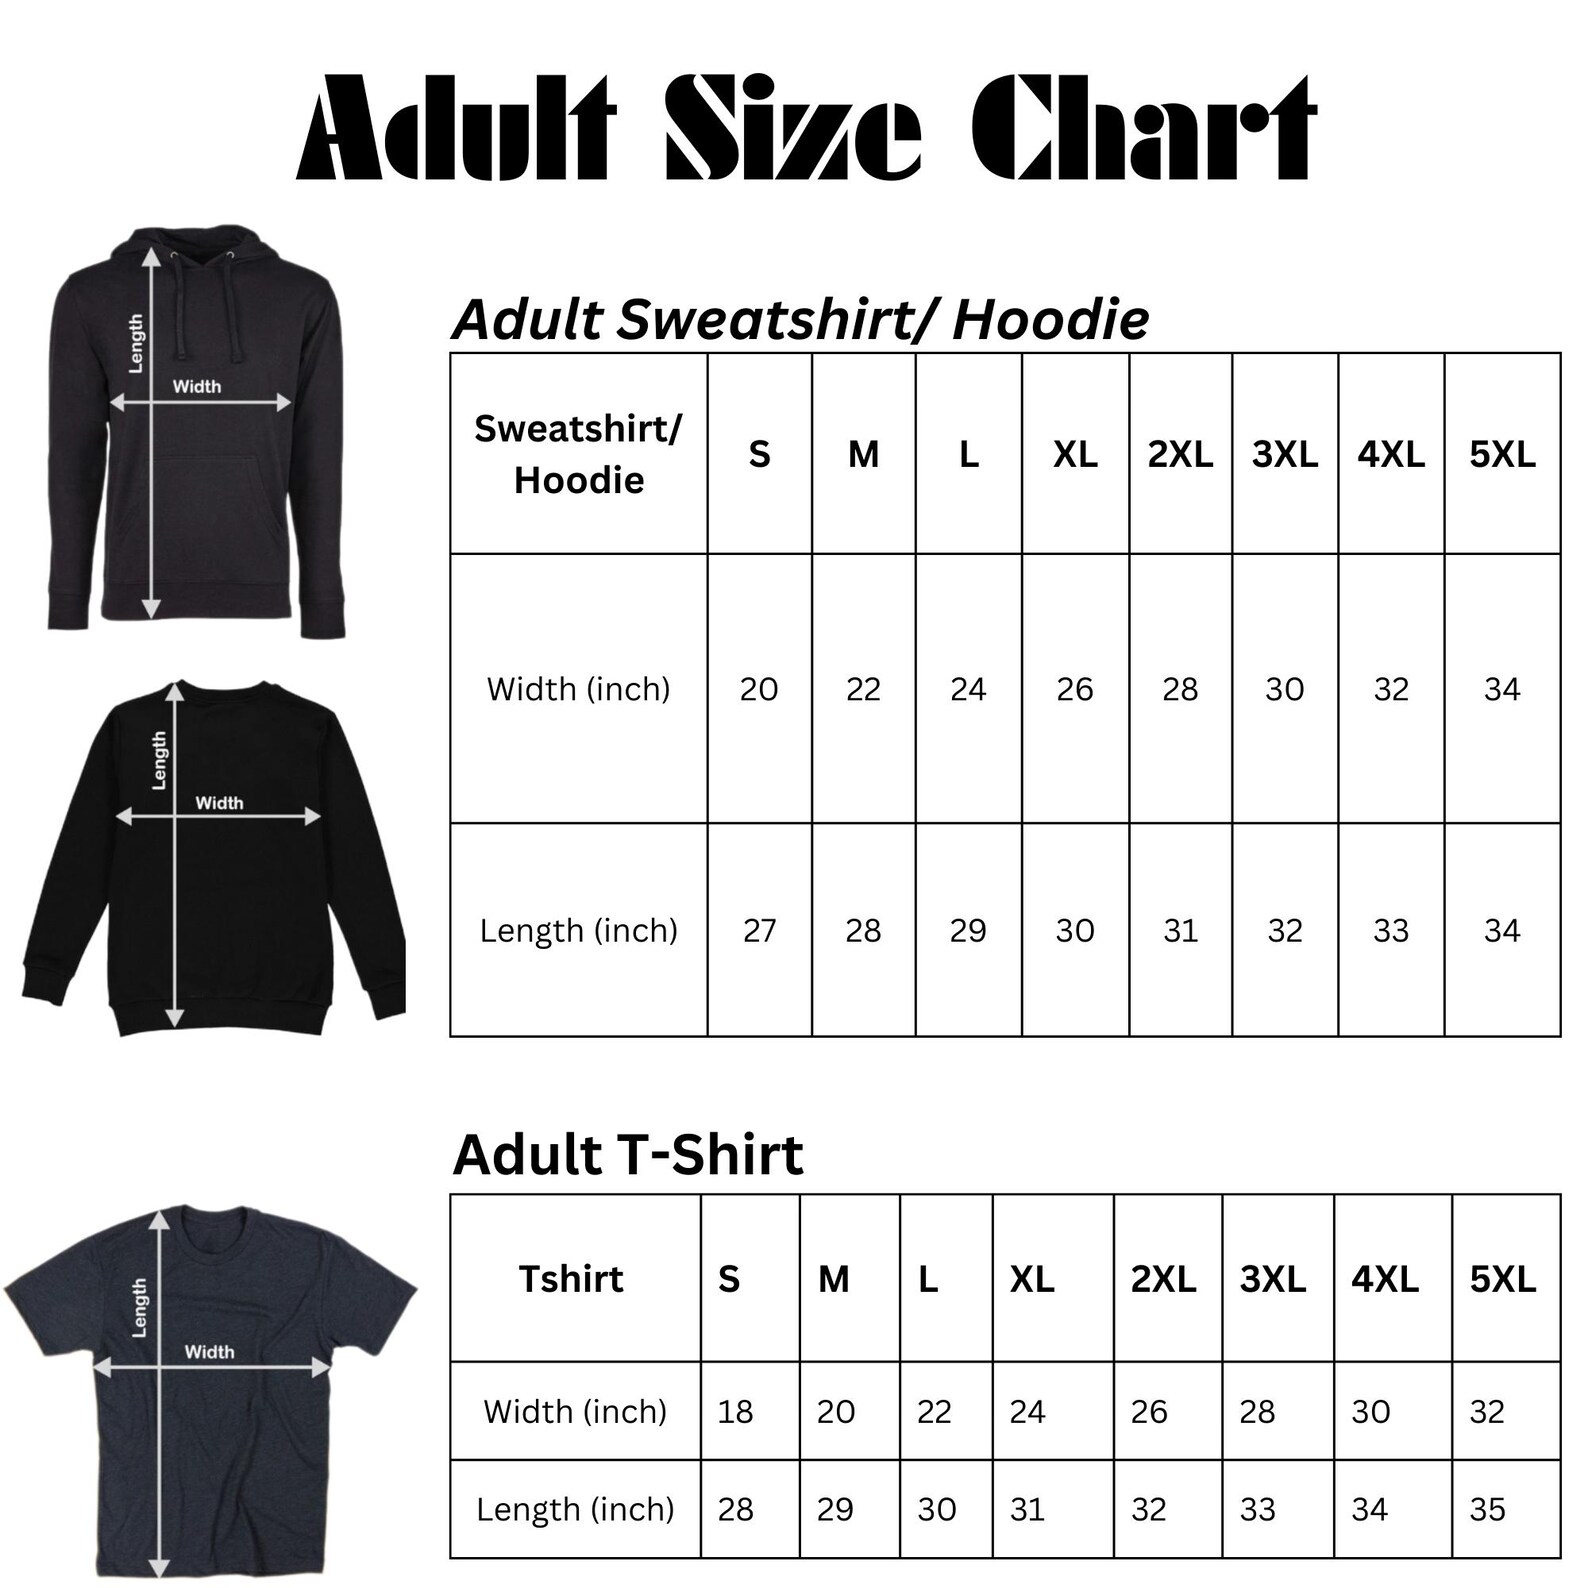 Adult Size Chart
Length
Width
Adult Sweatshirt/ Hoodie
Sweatshirt/
Hoodie S M L XL 2XL 3XL 4XL 5XL
Width (inch) 20 22 24 26 28 30 32 34
Length (inch) 27 28 29 30 31 32 33 34
Length
Width
Adult T-Shirt
Tshirt S M L XL 2XL 3XL 4XL 5XL
Width (inch) 18 20 22 24 26 28 30 32
Length (inch) 28 29 30 31 32 33 34 35
Length
Width